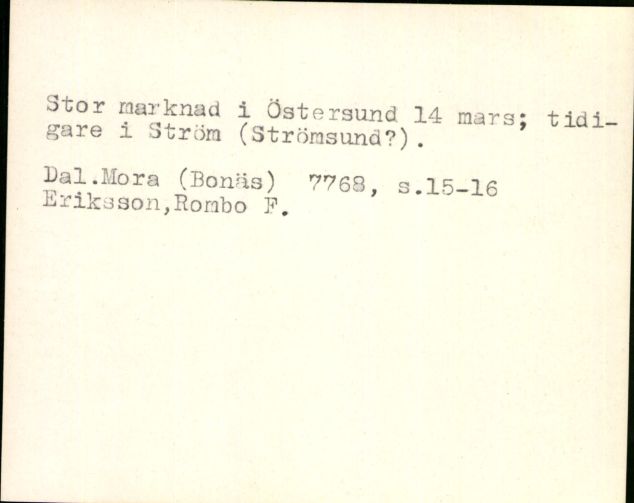 Stor marknad i Östersund 14 mars; tidi-
gare i Ström (Strömsund?).
Dal.Mora (Bonäs) 7768, s.15-16
Eriksson,Rombo F.